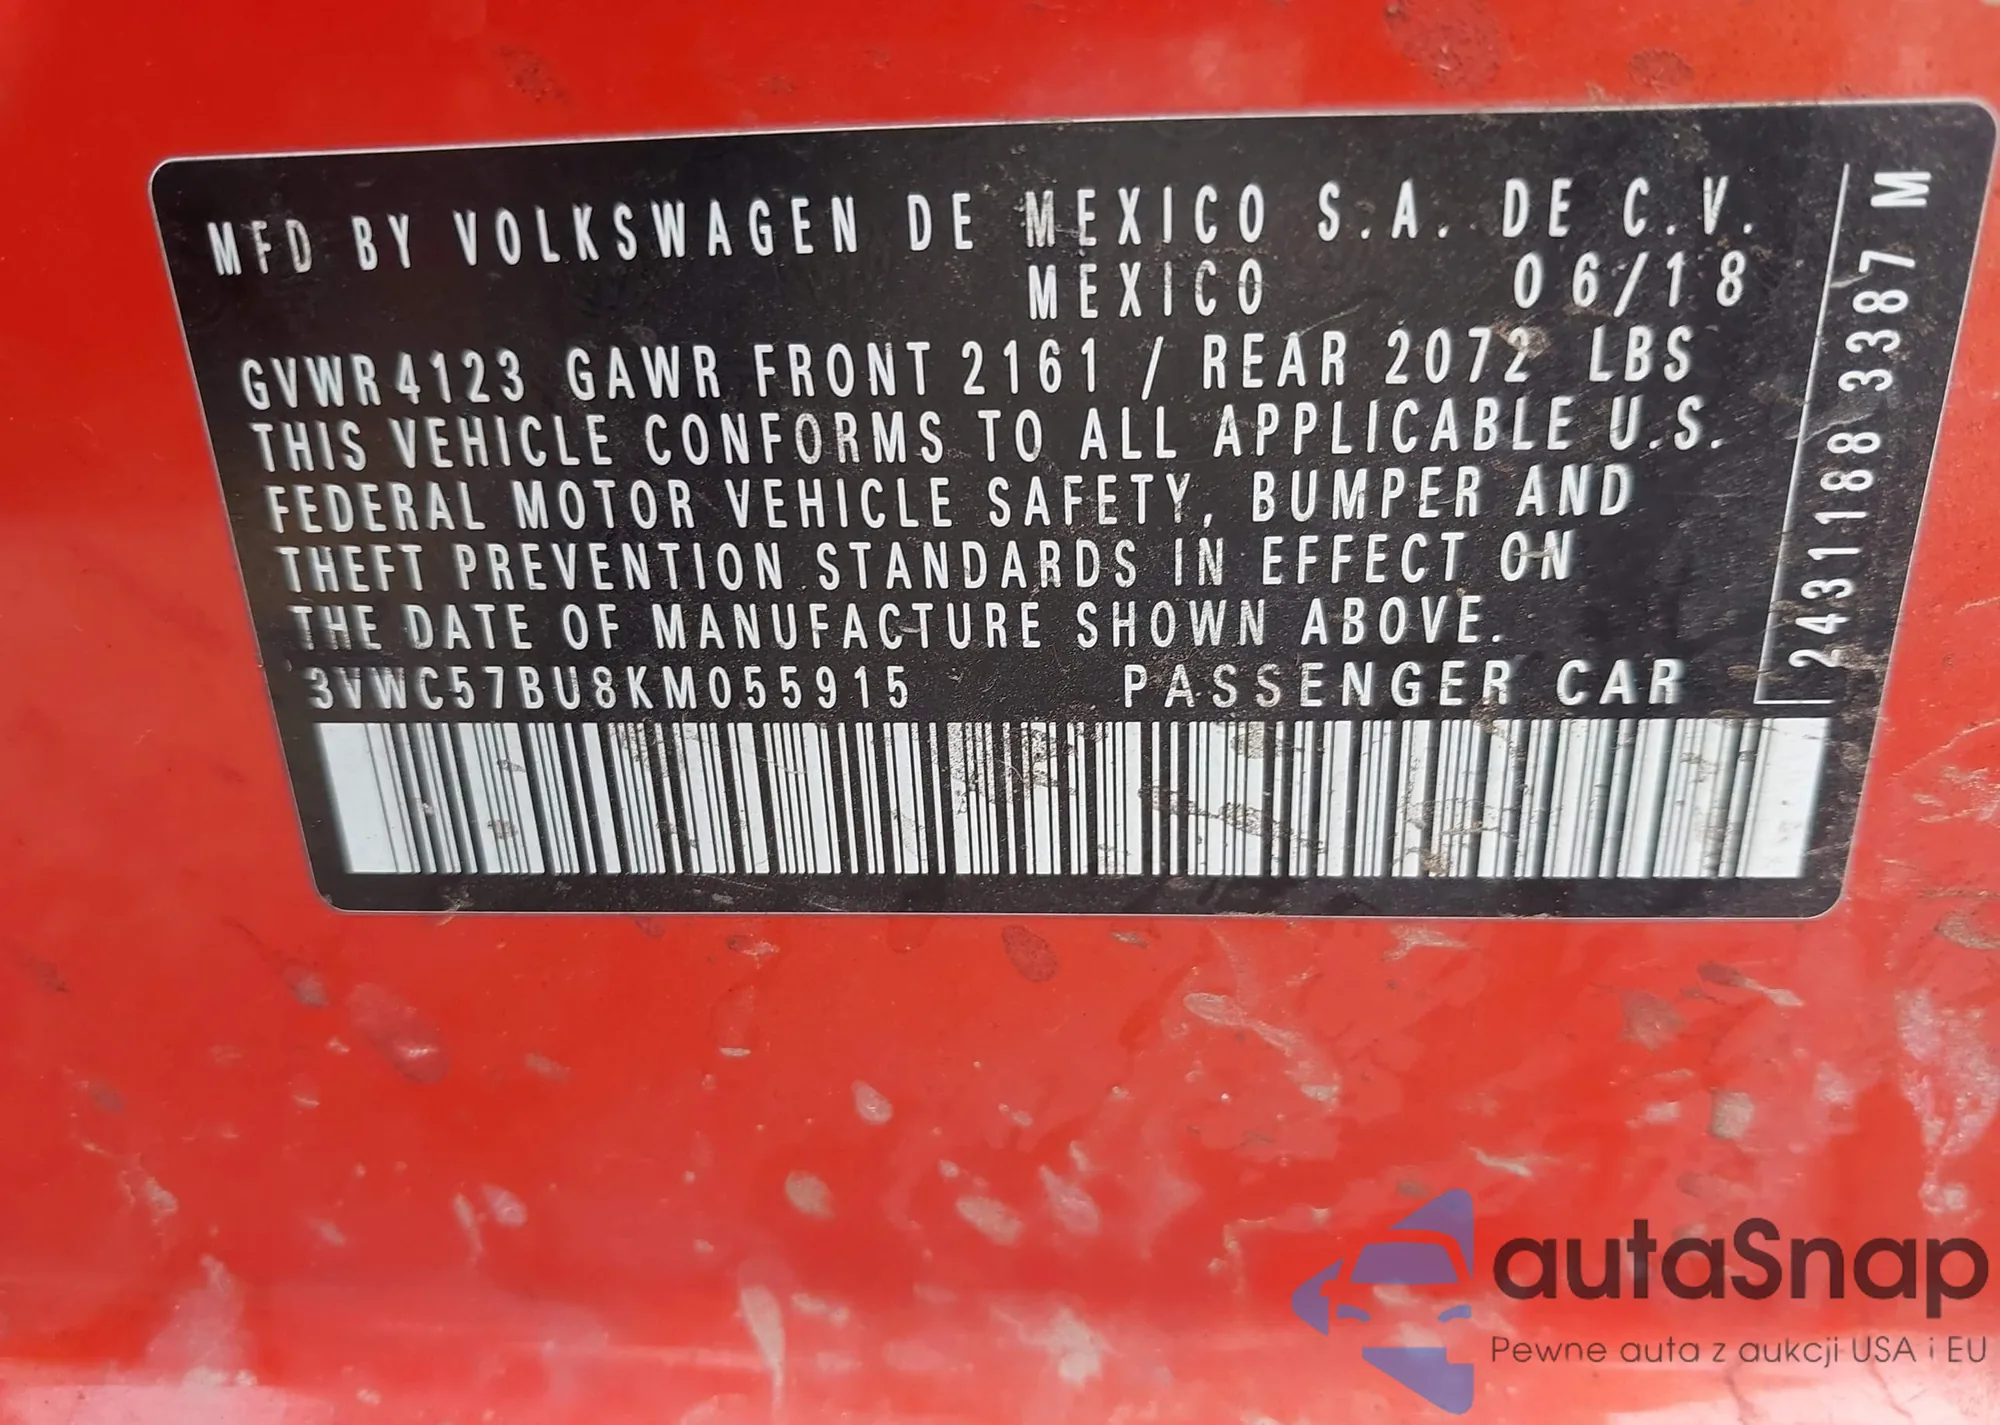 MFD BY VOLKSWAGEN DE MEXICO S.A. DE C.V.
MEXICO 06/18
GVWR 4123 GAWR FRONT 2161 / REAR 2072 LBS
THIS VEHICLE CONFORMS TO ALL APPLICABLE U.S.
FEDERAL MOTOR VEHICLE SAFETY, BUMPER AND
THEFT PREVENTION STANDARDS IN EFFECT ON
THE DATE OF MANUFACTURE SHOWN ABOVE.
3VWC57BU8KM055915 PASSENGER CAR
2431188 3387 M
autaSnap
Pewne auta z aukcji USA i EU